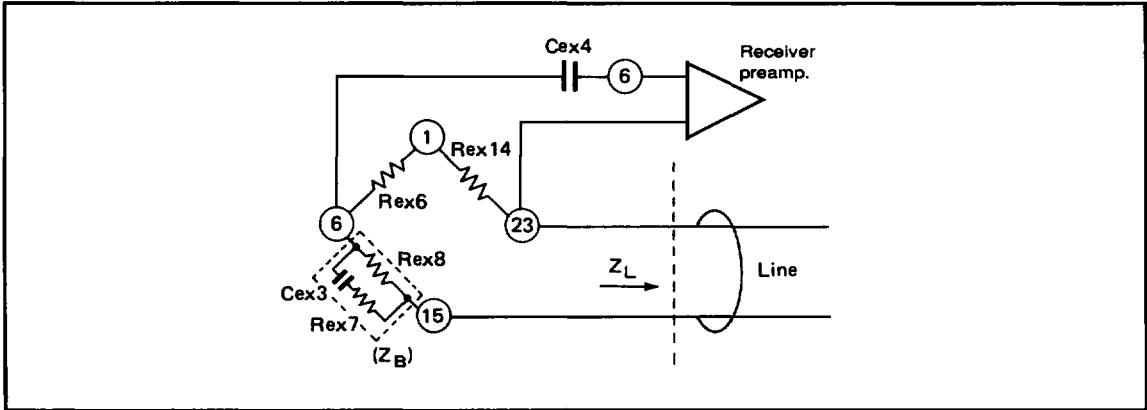 Cex4
6
Receiver
preamp.
1
Rex14
Rex6
6
23
Rex8
Z_L
Line
Cex3
Rex7
15
(Z_B)